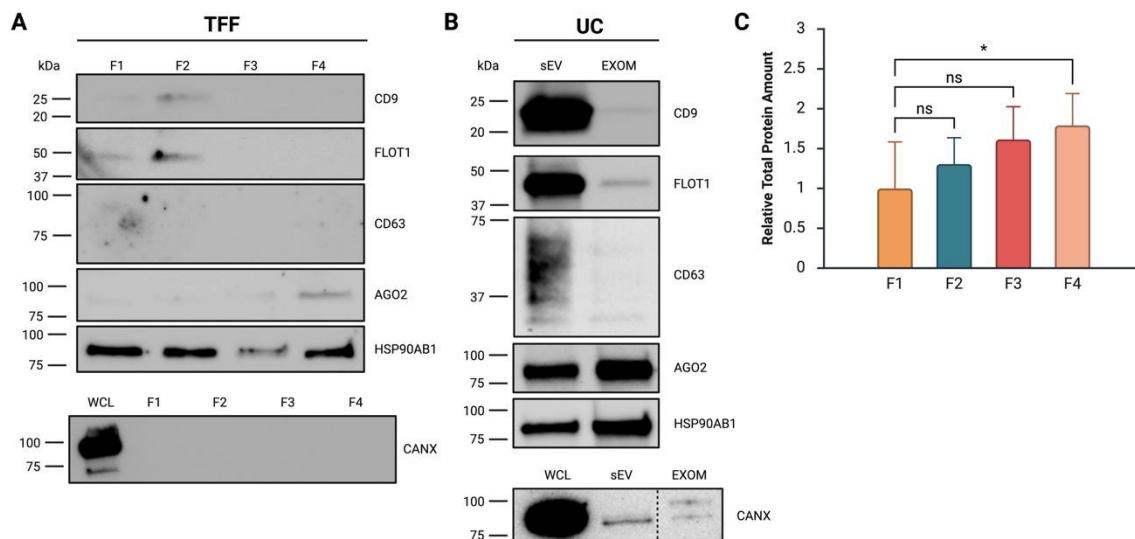 A
TFF
kDa
F1 F2 F3 F4
25
20
CD9
50
37
FLOT1
100
75
CD63
100
75
AGO2
100
75
HSP90AB1
WCL F1 F2 F3 F4
100
75
CANX
B
UC
kDa
sEV EXOM
25
20
CD9
50
37
FLOT1
75
37
CD63
100
75
AGO2
100
75
HSP90AB1
WCL sEV EXOM
100
75
CANX
C
Relative Total Protein Amount
3
2.5
2
1.5
1
0.5
0
*
ns
ns
F1 F2 F3 F4